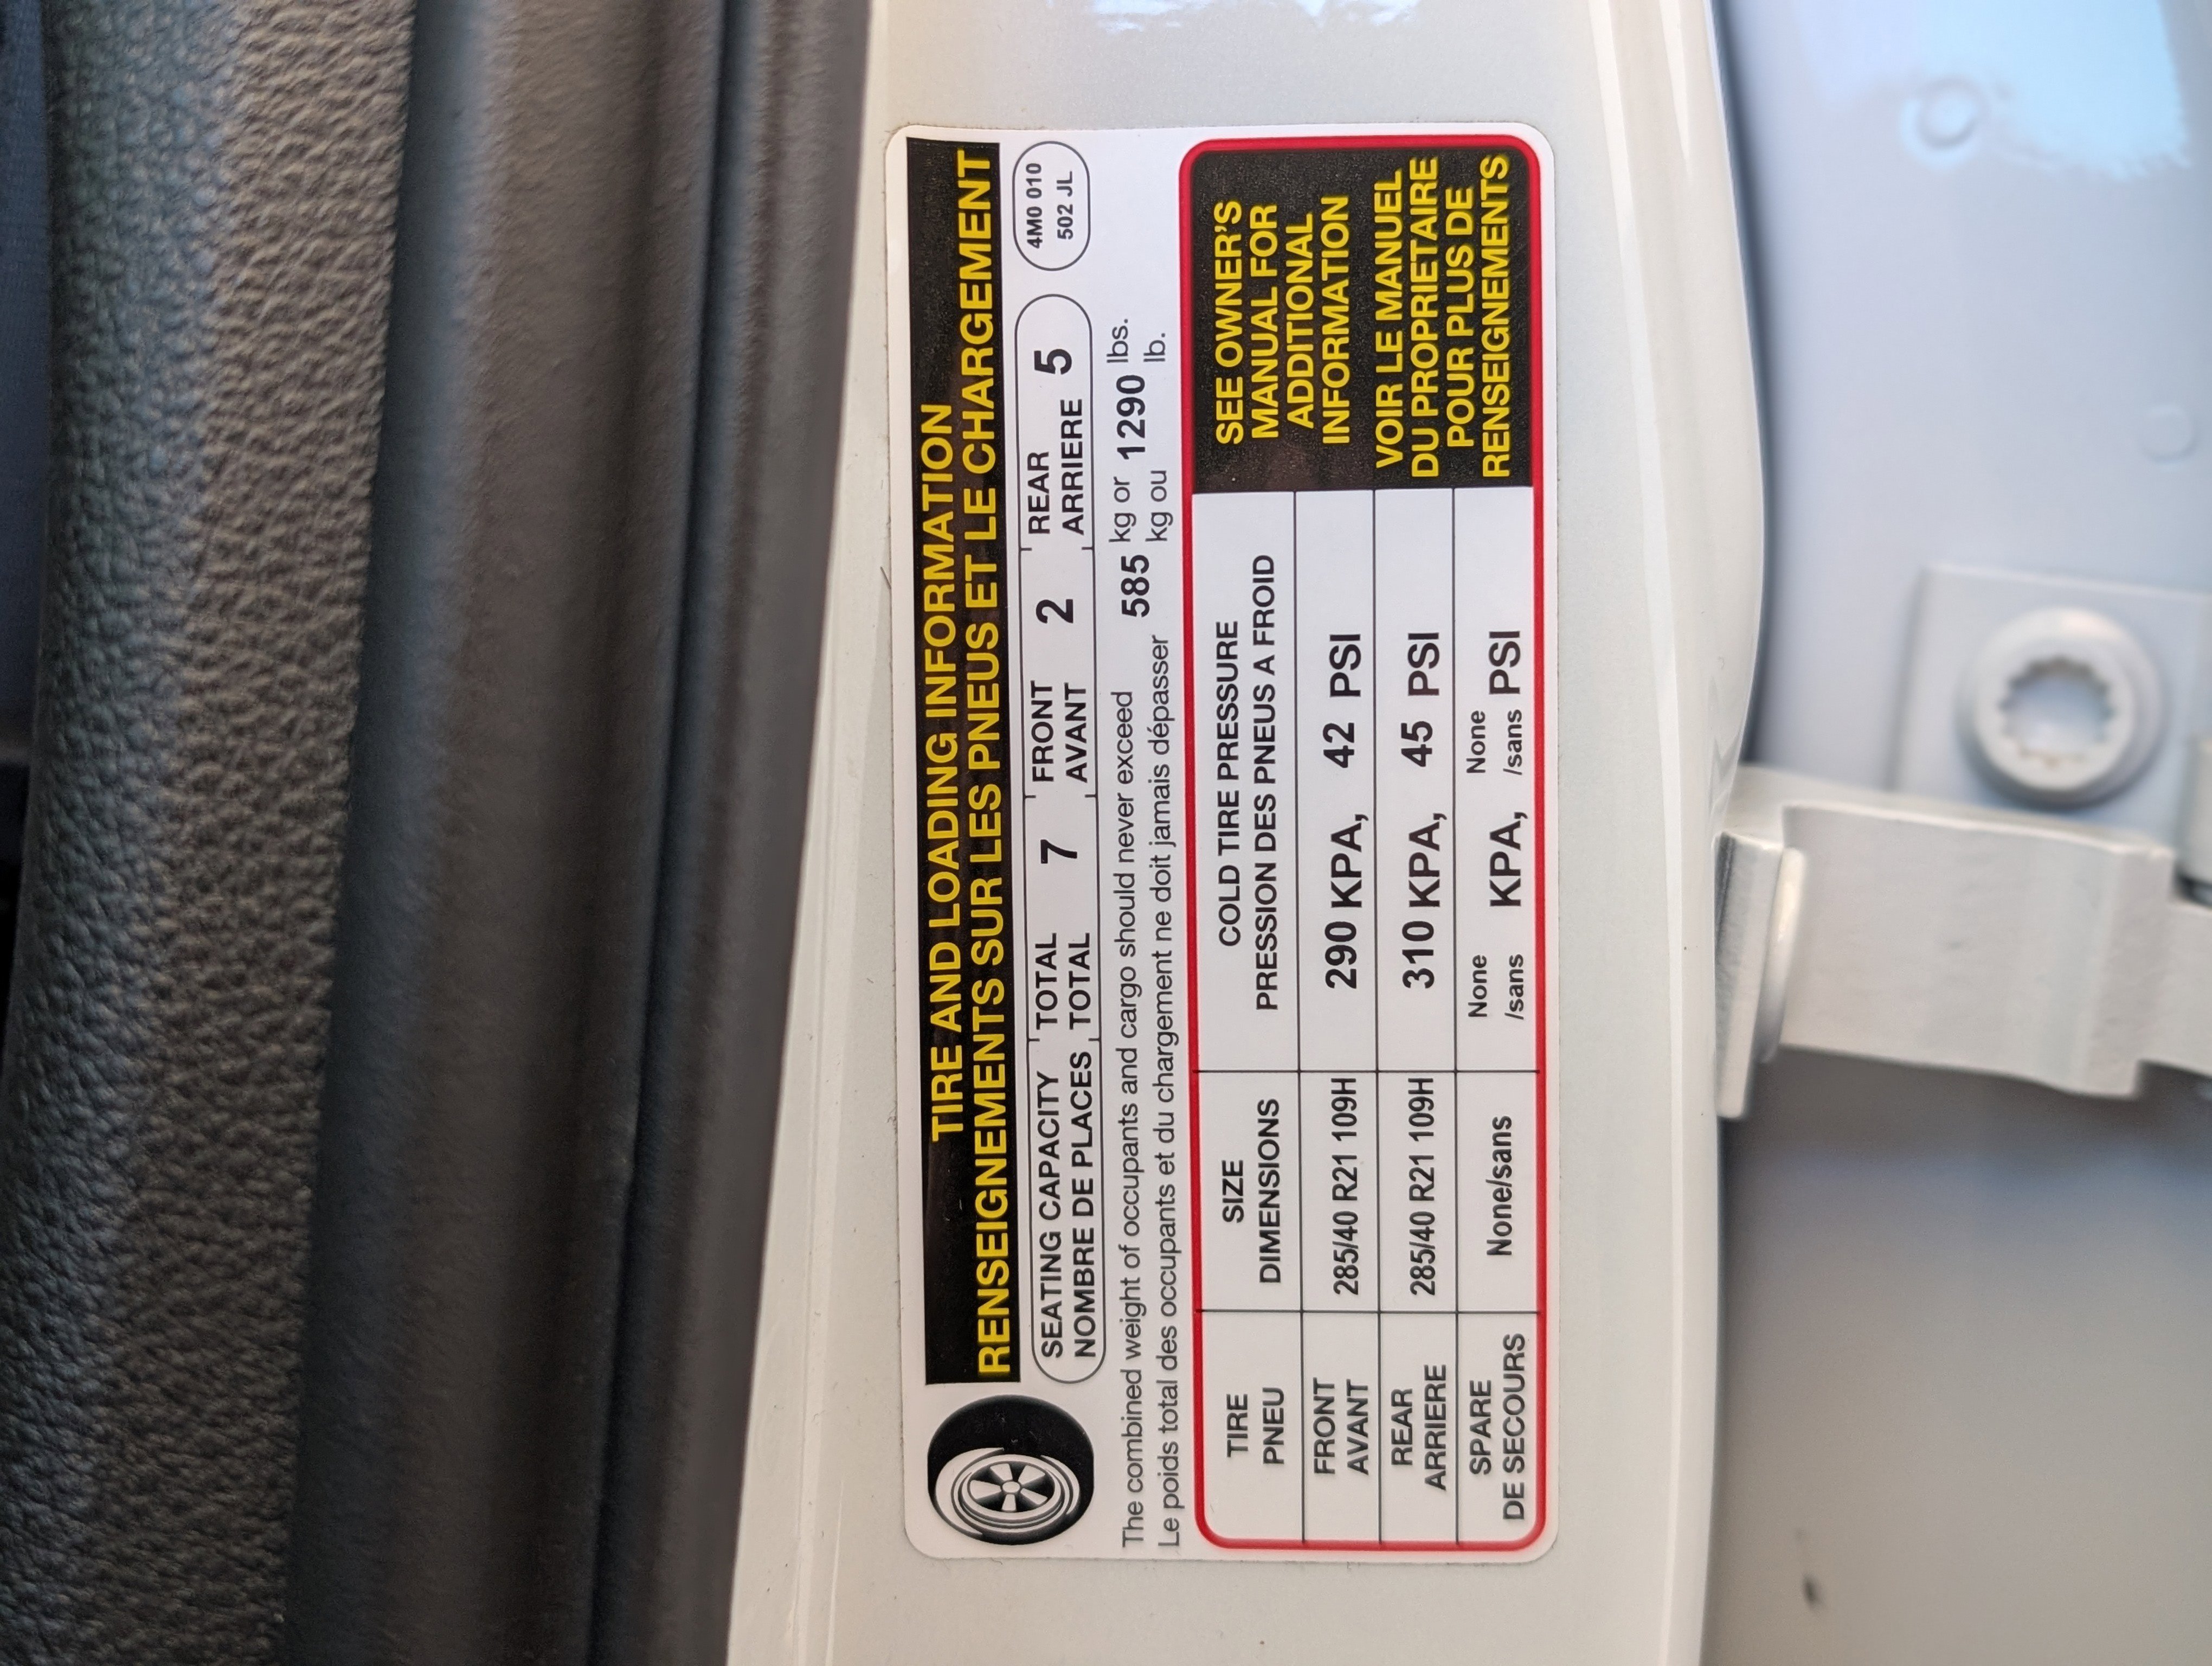 TIRE AND LOADING INFORMATION
RENSEIGNEMENTS SUR LES PNEUS ET LE CHARGEMENT
SEATING CAPACITY TOTAL 7 FRONT 2 REAR 5
NOMBRE DE PLACES TOTAL AVANT ARRIERE
4M0 010
502 JL
The combined weight of occupants and cargo should never exceed 585 kg or 1290 lbs.
Le poids total des occupants et du chargement ne doit jamais dépasser kg ou lb.
TIRE SIZE COLD TIRE PRESSURE
PNEU DIMENSIONS PRESSION DES PNEUS A FROID
FRONT
AVANT 285/40 R21 109H 290 KPA, 42 PSI
REAR
ARRIERE 285/40 R21 109H 310 KPA, 45 PSI
SPARE None None
DE SECOURS None/sans /sans KPA, /sans PSI
SEE OWNER'S
MANUAL FOR
ADDITIONAL
INFORMATION
VOIR LE MANUEL
DU PROPRIETAIRE
POUR PLUS DE
RENSEIGNEMENTS